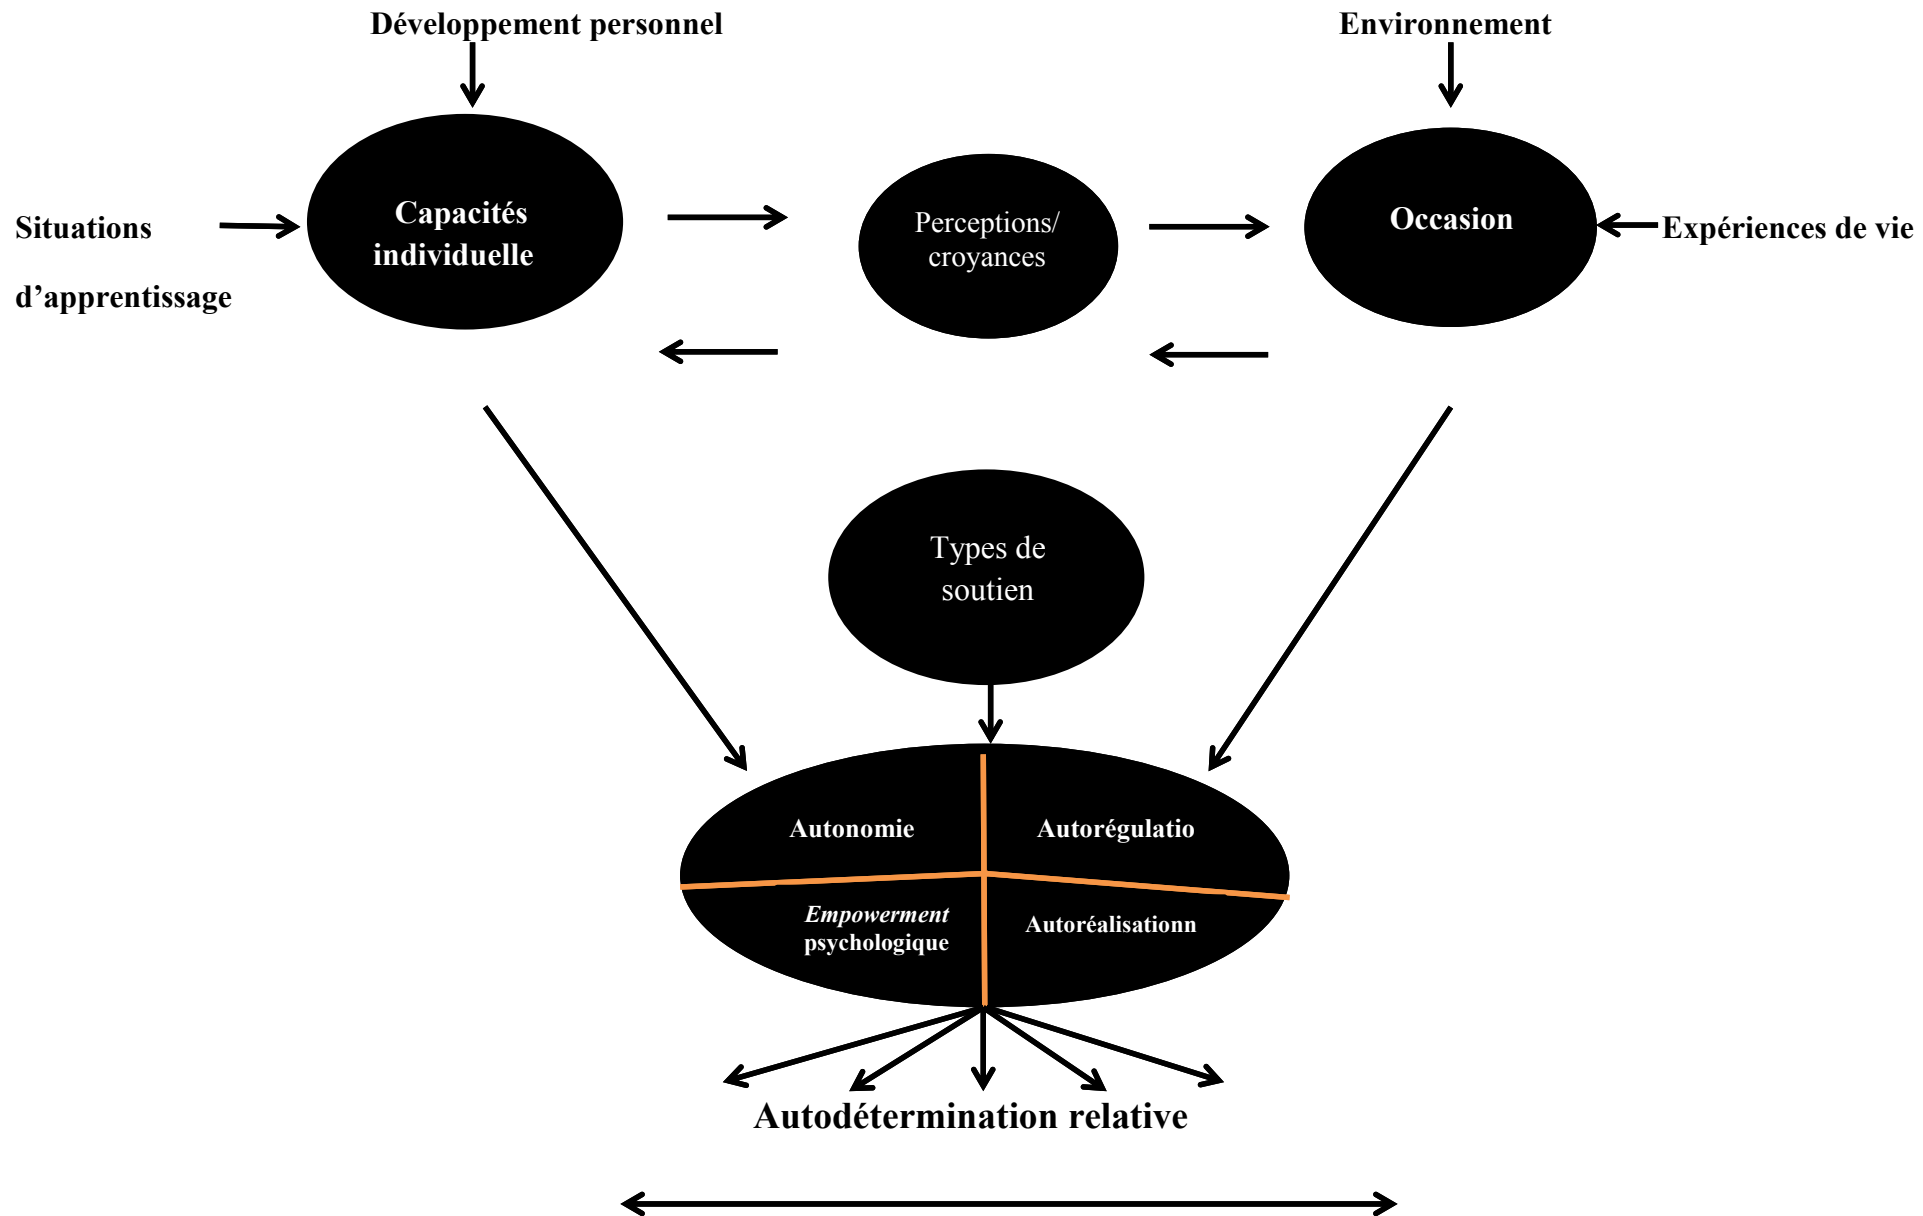 Développement personnel
Environnement
Situations
d’apprentissage
Capacités
individuelle
Perceptions/
croyances
Occasion
Expériences de vie
Types de
soutien
Autonomie
Autorégulatio
Empowerment
psychologique
Autoréalisationn
Autodétermination relative